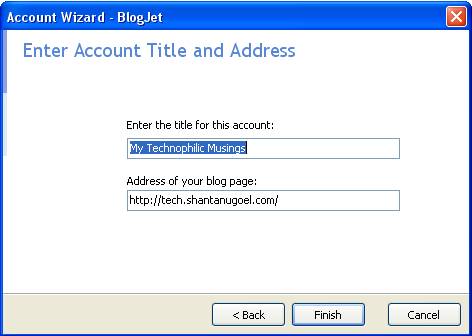 Account Wizard - BlogJet
Enter Account Title and Address
Enter the title for this account:
My Technophilic Musings
Address of your blog page:
http://tech.shantanugoel.com/
< Back Finish Cancel